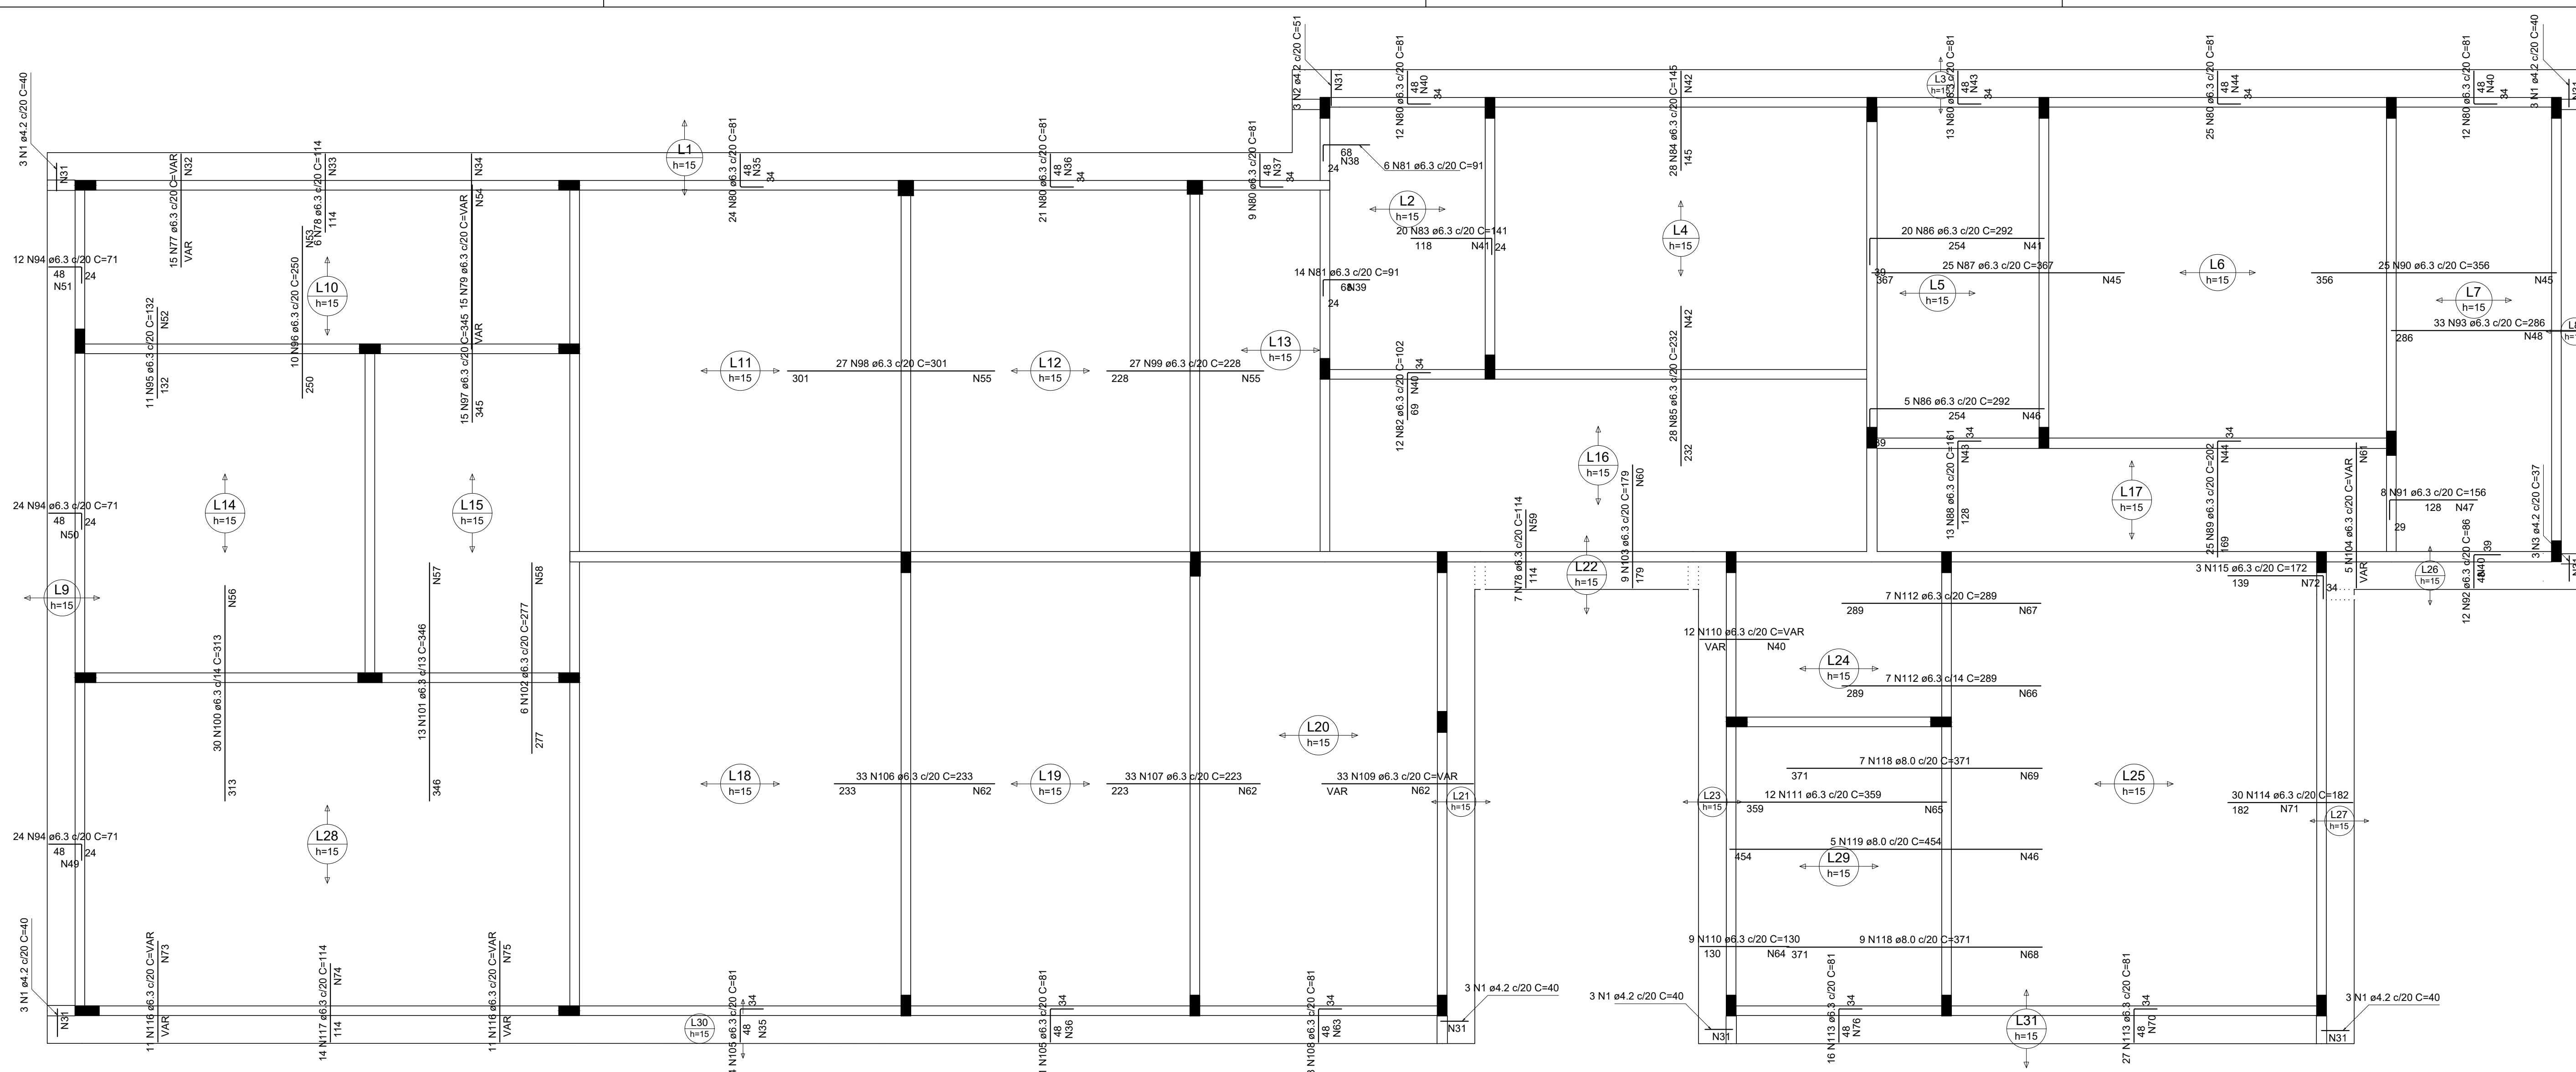 3 N1 ø4.2 c/20 C=40
N31
15 N77 ø6.3 c/20 C=VAR
N32
VAR
6 N78 ø6.3 c/20 C=114
N33
114
N34
15 N79 ø6.3 c/20 C=VAR
N54
VAR
L1
h=15
24 N80 ø6.3 c/20 C=81
48
N35
34
21 N80 ø6.3 c/20 C=81
48
N36
34
9 N80 ø6.3 c/20 C=81
48
N37
34
3 N2 ø4.2 c/20 C=51
N31
12 N80 ø6.3 c/20 C=81
48
N40
34
28 N84 ø6.3 c/20 C=145
N42
145
L3
13 N80 ø6.3 c/20 C=81
48
N43
34
25 N80 ø6.3 c/20 C=81
48
N44
34
12 N80 ø6.3 c/20 C=81
48
N40
34
3 N1 ø4.2 c/20 C=40
68
N38
24
6 N81 ø6.3 c/20 C=91
L2
h=15
20 N83 ø6.3 c/20 C=141
118
N41
24
L4
h=15
20 N86 ø6.3 c/20 C=292
254
N41
39
25 N87 ø6.3 c/20 C=367
367
N45
L5
h=15
L6
h=15
25 N90 ø6.3 c/20 C=356
356
N45
L7
h=15
33 N93 ø6.3 c/20 C=286
286
N48
12 N94 ø6.3 c/20 C=71
48
24
N51
10 N96 ø6.3 c/20 C=250
N53
250
L10
h=15
11 N95 ø6.3 c/20 C=132
N52
132
15 N97 ø6.3 c/20 C=345
345
14 N81 ø6.3 c/20 C=91
68
N39
24
L13
h=15
L11
h=15
27 N98 ø6.3 c/20 C=301
301
N55
L12
h=15
27 N99 ø6.3 c/20 C=228
228
N55
12 N82 ø6.3 c/20 C=102
69
N40
34
28 N85 ø6.3 c/20 C=232
N42
232
5 N86 ø6.3 c/20 C=292
254
N46
39
L16
h=15
13 N88 ø6.3 c/20 C=161
N43
34
128
L17
h=15
25 N89 ø6.3 c/20 C=202
N44
34
169
5 N104 ø6.3 c/20 C=VAR
N61
VAR
8 N91 ø6.3 c/20 C=156
128
N47
29
3 N3 ø4.2 c/20 C=37
24 N94 ø6.3 c/20 C=71
48
24
N50
L14
h=15
L15
h=15
7 N78 ø6.3 c/20 C=114
N59
114
9 N103 ø6.3 c/20 C=179
N60
179
L22
h=15
L26
h=15
12 N92 ø6.3 c/20 C=86
48
N40
39
L9
h=15
30 N100 ø6.3 c/14 C=313
N56
313
13 N101 ø6.3 c/13 C=346
N57
346
6 N102 ø6.3 c/20 C=277
N58
277
3 N115 ø6.3 c/20 C=172
139
N72
34
7 N112 ø6.3 c/20 C=289
289
N67
12 N110 ø6.3 c/20 C=VAR
VAR
N40
L24
h=15
7 N112 ø6.3 c/14 C=289
289
N66
L20
h=15
L18
h=15
33 N106 ø6.3 c/20 C=233
233
N62
L19
h=15
33 N107 ø6.3 c/20 C=223
223
N62
33 N109 ø6.3 c/20 C=VAR
VAR
N62
L21
h=15
7 N118 ø8.0 c/20 C=371
371
N69
L23
h=15
12 N111 ø6.3 c/20 C=359
359
N65
L25
h=15
30 N114 ø6.3 c/20 C=182
182
N71
L27
h=15
24 N94 ø6.3 c/20 C=71
48
24
N49
L28
h=15
5 N119 ø8.0 c/20 C=454
454
N46
L29
h=15
9 N110 ø6.3 c/20 C=130
130
N64
9 N118 ø8.0 c/20 C=371
371
N68
3 N1 ø4.2 c/20 C=40
N31
11 N116 ø6.3 c/20 C=VAR
N73
VAR
14 N117 ø6.3 c/20 C=114
N74
114
11 N116 ø6.3 c/20 C=VAR
N75
VAR
L30
h=15
N105 ø6.3 c/20 C=81
48
N35
34
N105 ø6.3 c/20 C=81
48
N36
34
N108 ø6.3 c/20 C=81
48
N63
34
3 N1 ø4.2 c/20 C=40
N31
3 N1 ø4.2 c/20 C=40
N31
16 N113 ø6.3 c/20 C=81
48
N76
34
L31
h=15
27 N113 ø6.3 c/20 C=81
48
N70
34
3 N1 ø4.2 c/20 C=40
N31